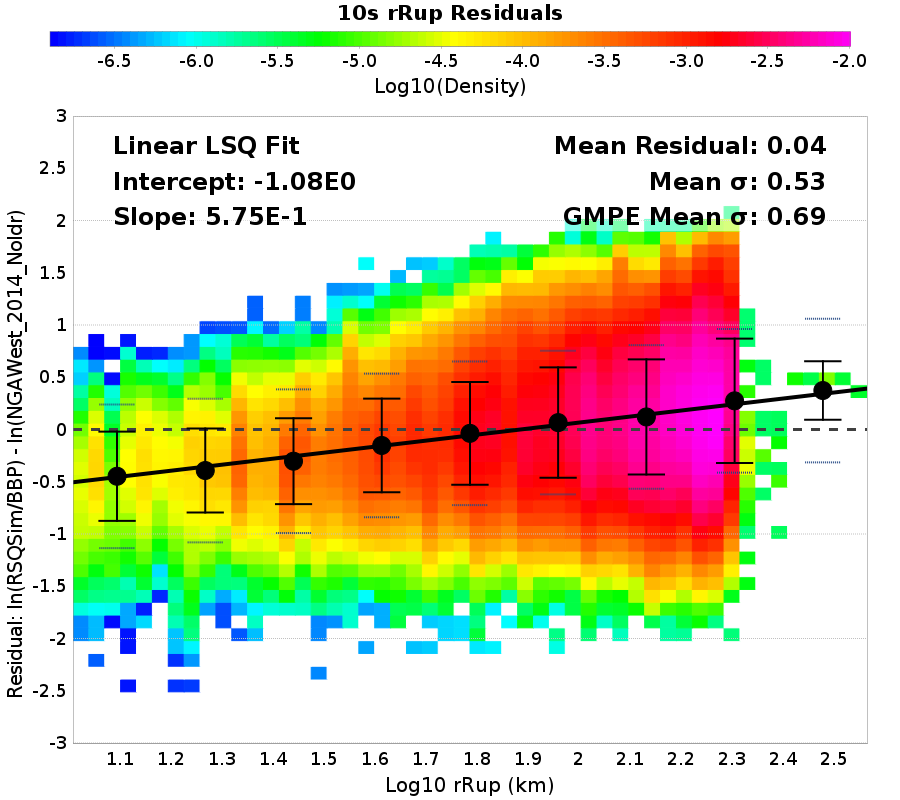 10s rRup Residuals
-6.5 -6.0 -5.5 -5.0 -4.5 -4.0 -3.5 -3.0 -2.5 -2.0
Log10(Density)
Linear LSQ Fit
Intercept: -1.08E0
Slope: 5.75E-1
Mean Residual: 0.04
Mean σ: 0.53
GMPE Mean σ: 0.69
Residual: ln(RSQSim/BBP) - ln(NGAWest_2014_NoIdr)
3
2.5
2
1.5
1
0.5
0
-0.5
-1
-1.5
-2
-2.5
-3
1.1 1.2 1.3 1.4 1.5 1.6 1.7 1.8 1.9 2 2.1 2.2 2.3 2.4 2.5
Log10 rRup (km)